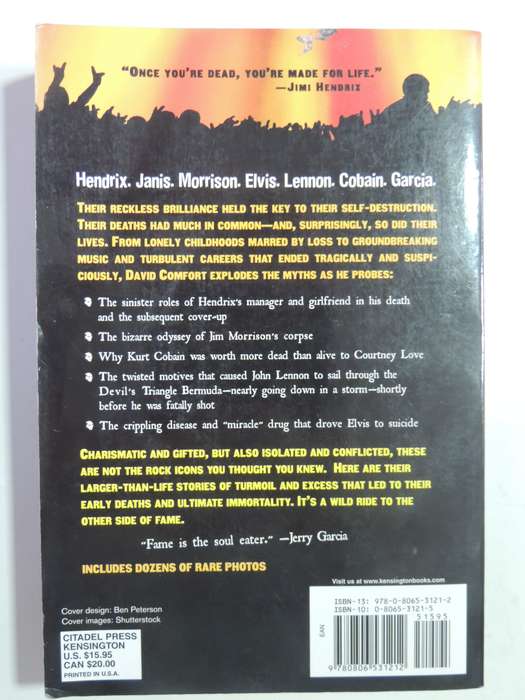 “Once you’re dead, you’re made for life.”
—Jimi Hendrix
Hendrix. Janis. Morrison. Elvis. Lennon. Cobain. Garcia.
Their reckless brilliance held the key to their self-destruction.
Their deaths had much in common—and, surprisingly, so did their
lives. From lonely childhoods marred by loss to groundbreaking
music and turbulent careers that ended tragically and suspi-
ciously, David Comfort explodes the myths as he probes:
The sinister roles of Hendrix's manager and girlfriend in his death
and the subsequent cover-up
The bizarre odyssey of Jim Morrison's corpse
Why Kurt Cobain was worth more dead than alive to Courtney Love
The twisted motives that caused John Lennon to sail through the
Devil's Triangle Bermuda—nearly going down in a storm—shortly
before he was fatally shot
The crippling disease and "miracle" drug that drove Elvis to suicide
Charismatic and gifted, but also isolated and conflicted, these
are not the rock icons you thought you knew. Here are their
larger-than-life stories of turmoil and excess that led to their
early deaths and ultimate immortality. It's a wild ride to the
other side of fame.
"Fame is the soul eater." —Jerry Garcia
INCLUDES DOZENS OF RARE PHOTOS
Visit us at www.kensingtonbooks.com
Cover design: Ben Peterson
Cover images: Shutterstock
CITADEL PRESS
KENSINGTON
U.S. $15.95
CAN $20.00
PRINTED IN U.S.A.
ISBN-13: 978-0-8065-3121-2
ISBN-10: 0-8065-3121-5
51595
EAN
9 780806 531212